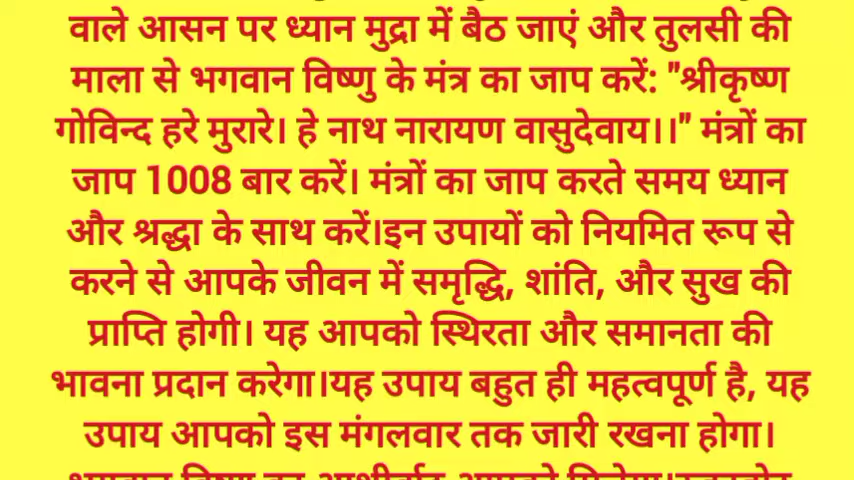 वाले आसन पर ध्यान मुद्रा में बैठ जाएं और तुलसी की
माला से भगवान विष्णु के मंत्र का जाप करें: "श्रीकृष्ण
गोविन्द हरे मुरारे। हे नाथ नारायण वासुदेवाय।।" मंत्रों का
जाप 1008 बार करें। मंत्रों का जाप करते समय ध्यान
और श्रद्धा के साथ करें।इन उपायों को नियमित रूप से
करने से आपके जीवन में समृद्धि, शांति, और सुख की
प्राप्ति होगी। यह आपको स्थिरता और समानता की
भावना प्रदान करेगा।यह उपाय बहुत ही महत्वपूर्ण है, यह
उपाय आपको इस मंगलवार तक जारी रखना होगा।